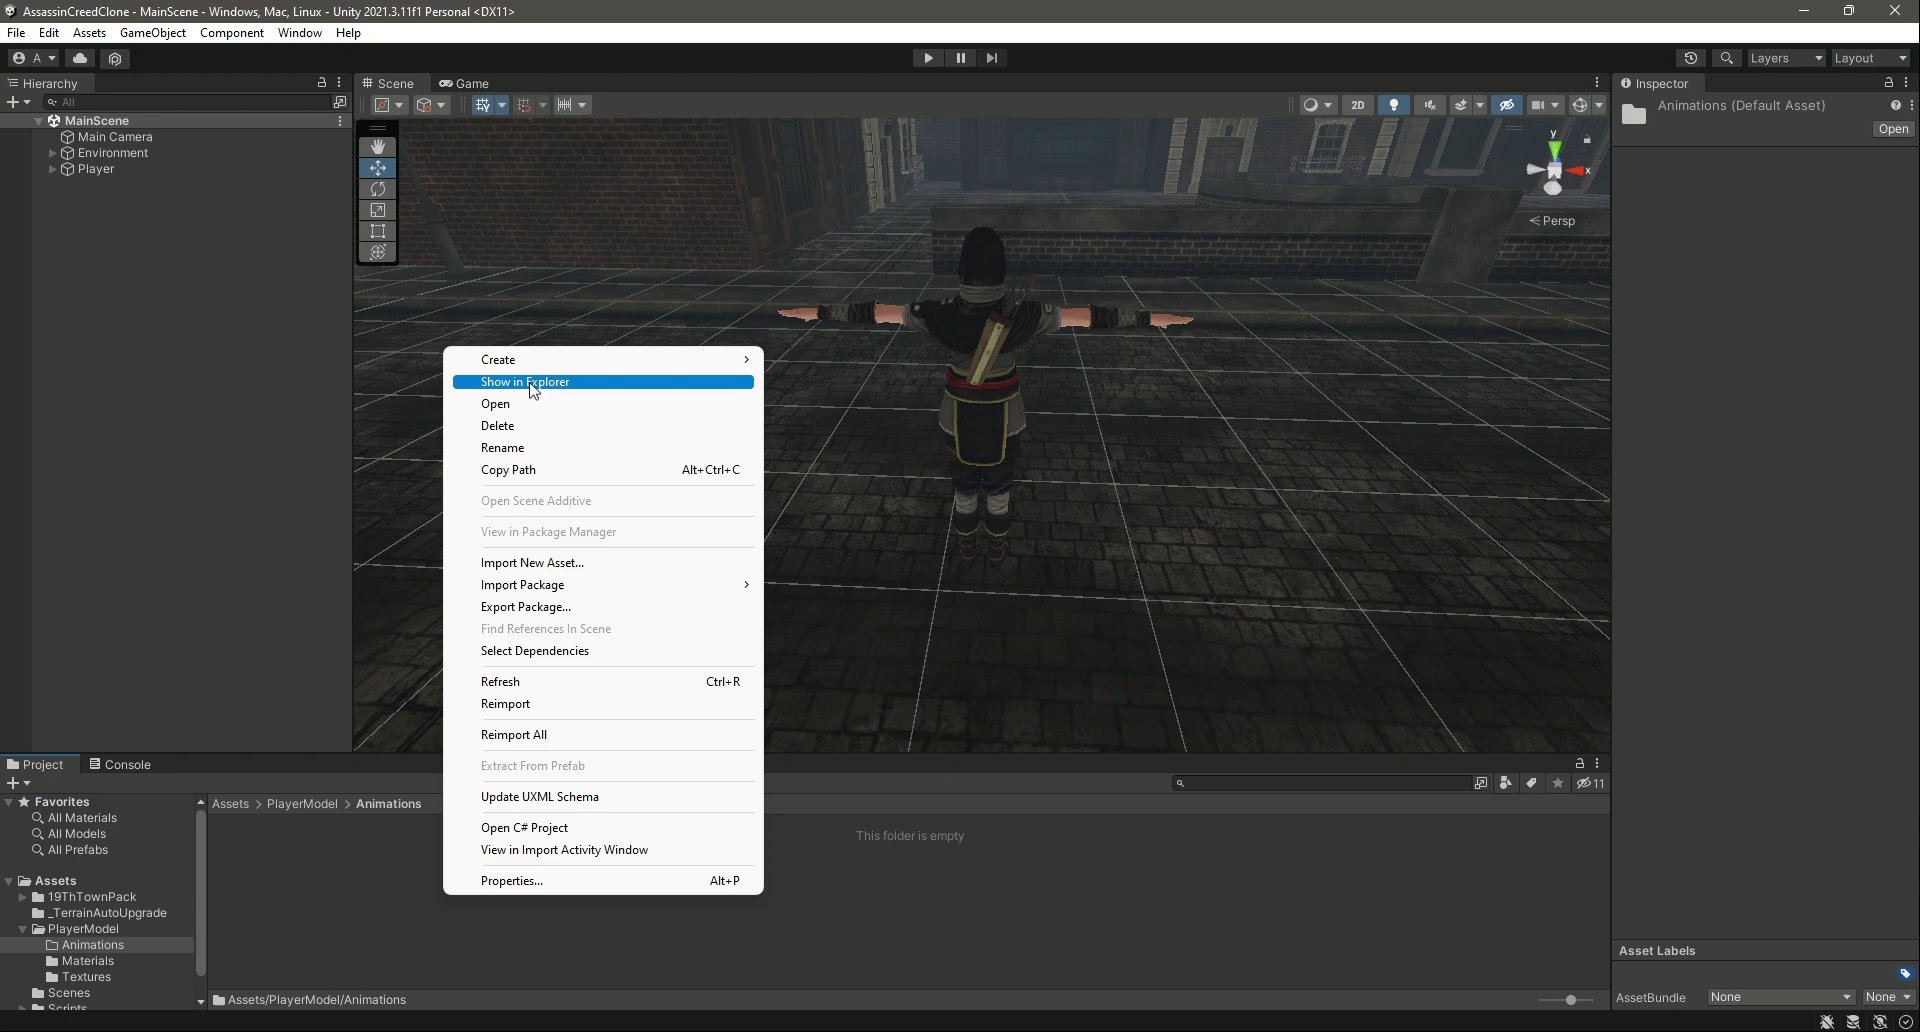 AssassinCreedClone - MainScene - Windows, Mac, Linux - Unity 2021.3.11f1 Personal <DX11>
File Edit Assets GameObject Component Window Help
A Layers Layout
Hierarchy
All
MainScene
Main Camera
Environment
Player
Scene Game
2D
y
x
Persp
Inspector
Animations (Default Asset)
Open
Create
Show in Explorer
Open
Delete
Rename
Copy Path Alt+Ctrl+C
Open Scene Additive
View in Package Manager
Import New Asset...
Import Package
Export Package...
Find References In Scene
Select Dependencies
Refresh Ctrl+R
Reimport
Reimport All
Extract From Prefab
Update UXML Schema
Open C# Project
View in Import Activity Window
Properties... Alt+P
Project Console
11
Favorites
All Materials
All Models
All Prefabs
Assets
19ThTownPack
_TerrainAutoUpgrade
PlayerModel
Animations
Materials
Textures
Scenes
Scripts
Assets > PlayerModel > Animations
This folder is empty
Assets/PlayerModel/Animations
Asset Labels
AssetBundle None None